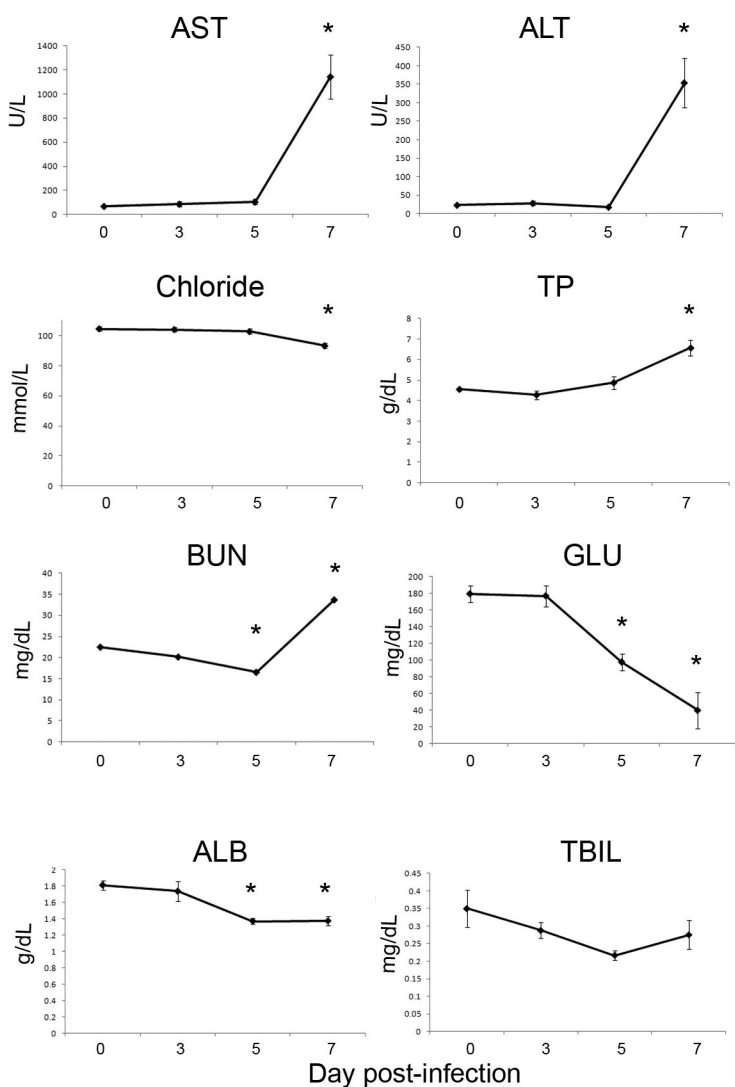 AST *
U/L
1400
1200
1000
800
600
400
200
0
0 3 5 7
ALT *
U/L
450
400
350
300
250
200
150
100
50
0
0 3 5 7
Chloride *
mmol/L
100
80
60
40
20
0
0 3 5 7
TP *
g/dL
8
7
6
5
4
3
2
1
0
0 3 5 7
BUN * *
mg/dL
40
35
30
25
20
15
10
5
0
0 3 5 7
GLU * *
mg/dL
200
180
160
140
120
100
80
60
40
20
0
0 3 5 7
ALB * *
g/dL
2
1.8
1.6
1.4
1.2
1
0.8
0.6
0.4
0.2
0
0 3 5 7
TBIL
mg/dL
0.45
0.4
0.35
0.3
0.25
0.2
0.15
0.1
0.05
0
0 3 5 7
Day post-infection